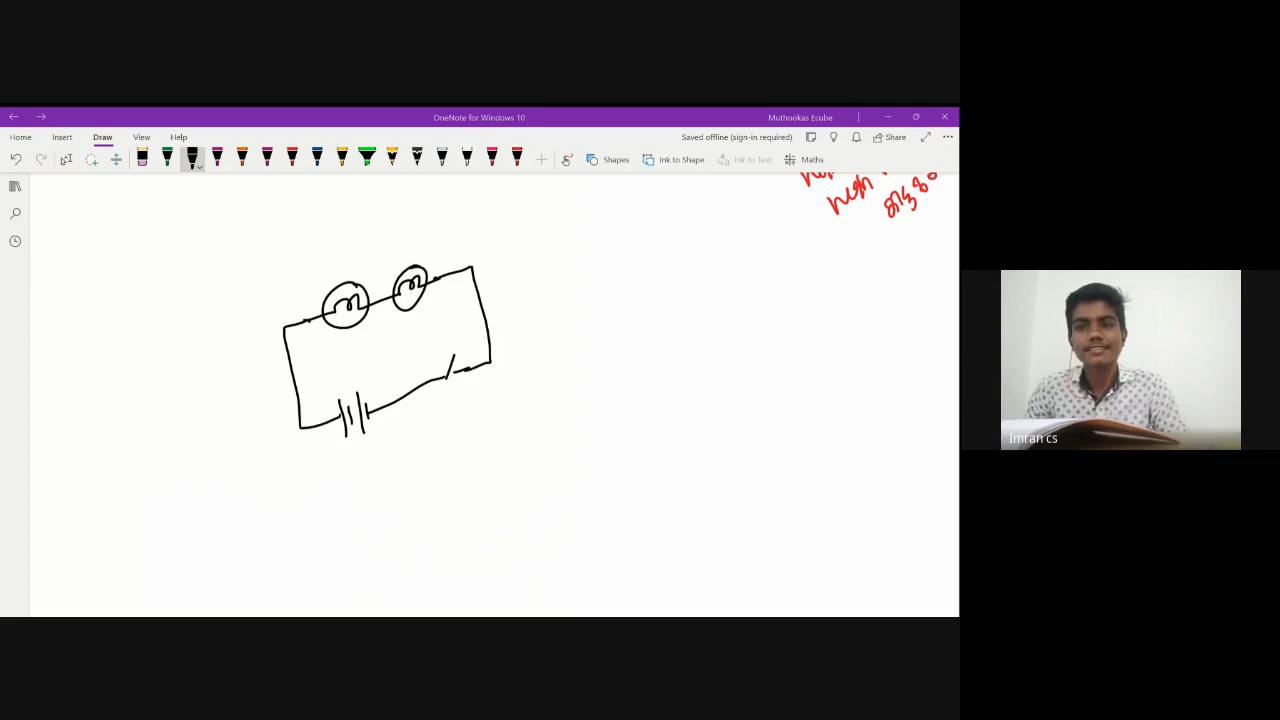 OneNote for Windows 10
Muthookas Ecube
Home Insert Draw View Help
Saved offline (sign-in required)
Share
Shapes
Ink to Shape
Ink to Text
Maths
Imran cs